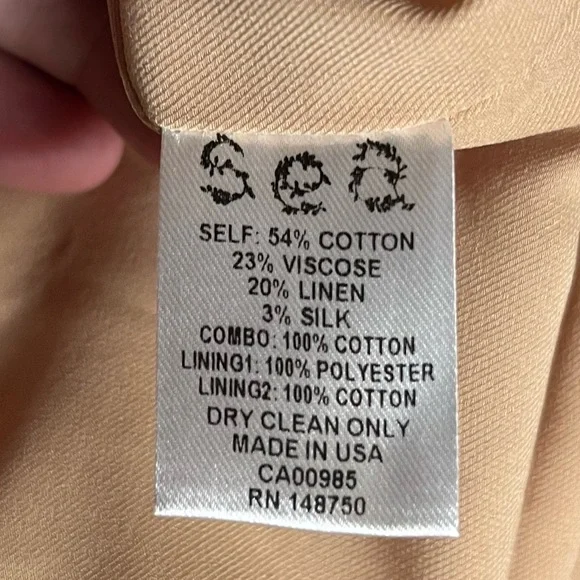 Sea
SELF: 54% COTTON
23% VISCOSE
20% LINEN
3% SILK
COMBO: 100% COTTON
LINING1: 100% POLYESTER
LINING2: 100% COTTON
DRY CLEAN ONLY
MADE IN USA
CA00985
RN 148750